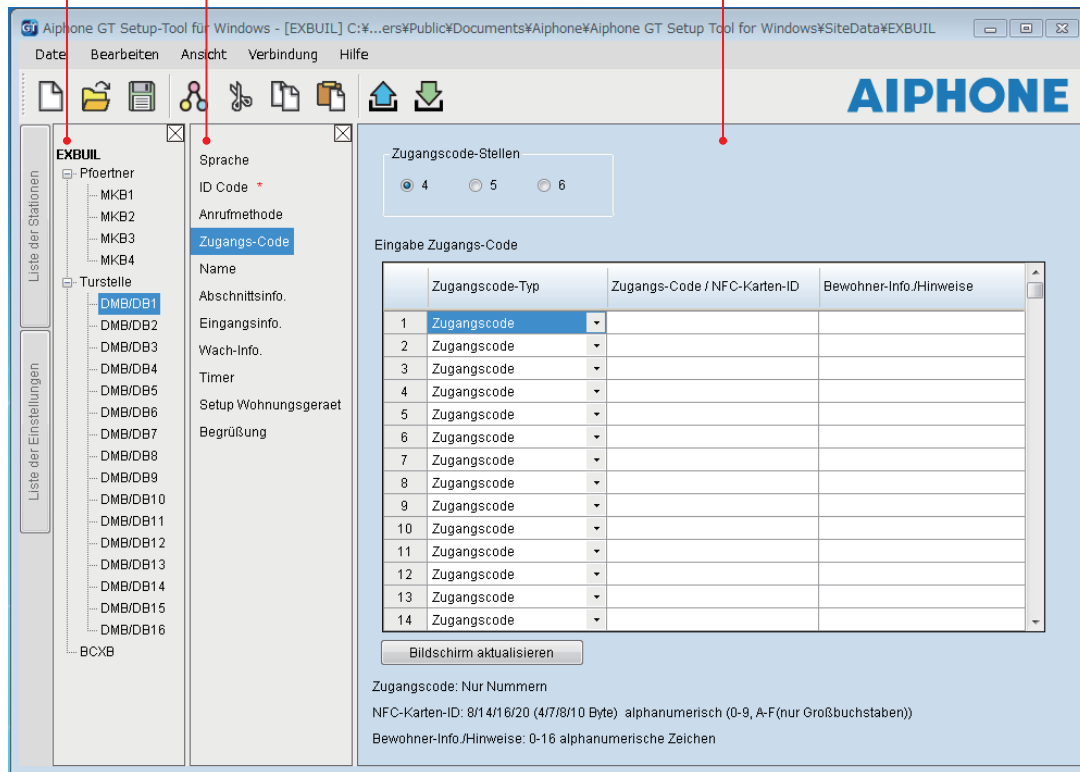 GT Aiphone GT Setup-Tool für Windows - [EXBUIL] C:¥...ers¥Public¥Documents¥Aiphone¥Aiphone GT Setup Tool for Windows¥SiteData¥EXBUIL
Datei Bearbeiten Ansicht Verbindung Hilfe
AIPHONE
Liste der Stationen
Liste der Einstellungen
EXBUIL
Pfoertner
MKB1
MKB2
MKB3
MKB4
Turstelle
DMB/DB1
DMB/DB2
DMB/DB3
DMB/DB4
DMB/DB5
DMB/DB6
DMB/DB7
DMB/DB8
DMB/DB9
DMB/DB10
DMB/DB11
DMB/DB12
DMB/DB13
DMB/DB14
DMB/DB15
DMB/DB16
BCXB
Sprache
ID Code *
Anrufmethode
Zugangs-Code
Name
Abschnittsinfo.
Eingangsinfo.
Wach-Info.
Timer
Setup Wohnungsgeraet
Begrüßung
Zugangscode-Stellen
4 5 6
Eingabe Zugangs-Code
Zugangscode-Typ Zugangs-Code / NFC-Karten-ID Bewohner-Info./Hinweise
1 Zugangscode
2 Zugangscode
3 Zugangscode
4 Zugangscode
5 Zugangscode
6 Zugangscode
7 Zugangscode
8 Zugangscode
9 Zugangscode
10 Zugangscode
11 Zugangscode
12 Zugangscode
13 Zugangscode
14 Zugangscode
Bildschirm aktualisieren
Zugangscode: Nur Nummern
NFC-Karten-ID: 8/14/16/20 (4/7/8/10 Byte) alphanumerisch (0-9, A-F(nur Großbuchstaben))
Bewohner-Info./Hinweise: 0-16 alphanumerische Zeichen